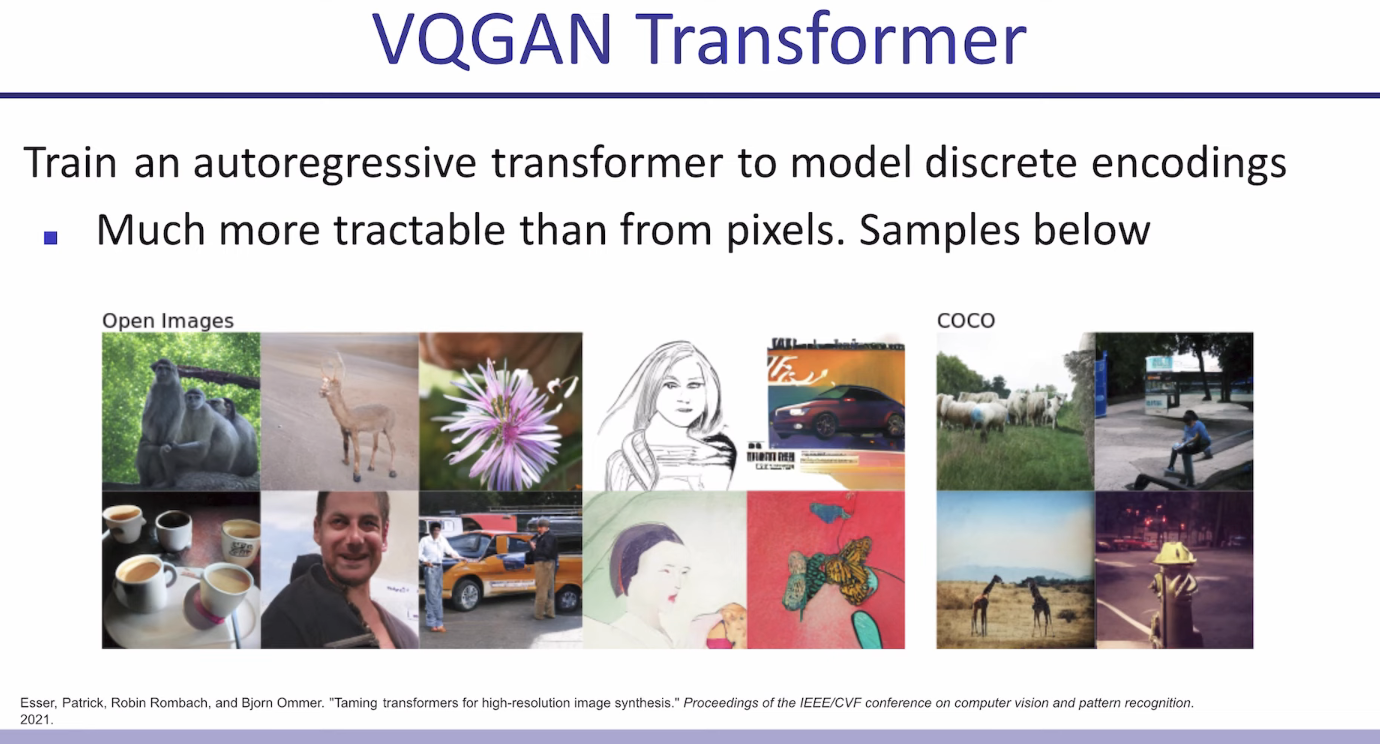 VQGAN Transformer
Train an autoregressive transformer to model discrete encodings
Much more tractable than from pixels. Samples below
Open Images
COCO
Esser, Patrick, Robin Rombach, and Bjorn Ommer. "Taming transformers for high-resolution image synthesis." Proceedings of the IEEE/CVF conference on computer vision and pattern recognition.
2021.